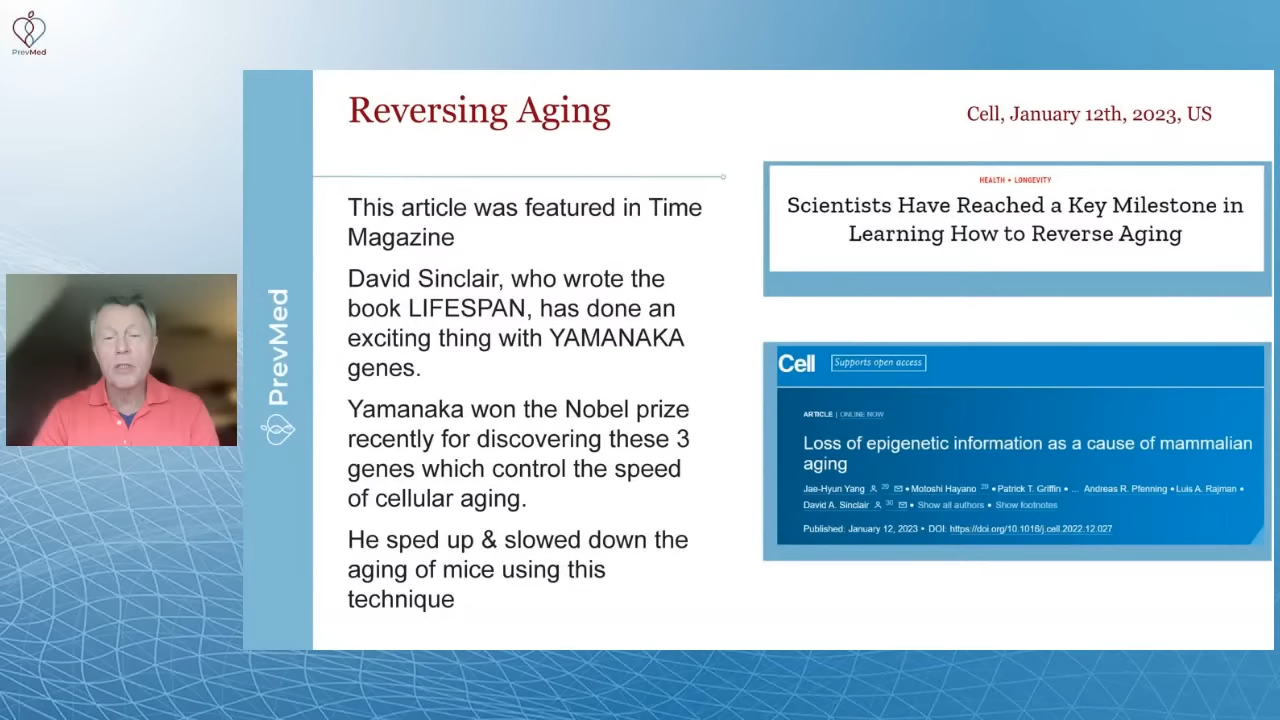 PrevMed
Reversing Aging
Cell, January 12th, 2023, US
This article was featured in Time
Magazine
David Sinclair, who wrote the
book LIFESPAN, has done an
exciting thing with YAMANAKA
genes.
Yamanaka won the Nobel prize
recently for discovering these 3
genes which control the speed
of cellular aging.
He sped up & slowed down the
aging of mice using this
technique
PrevMed
HEALTH • LONGEVITY
Scientists Have Reached a Key Milestone in
Learning How to Reverse Aging
Cell
Supports open access
ARTICLE | ONLINE NOW
Loss of epigenetic information as a cause of mammalian
aging
Jae-Hyun Yang 29 • Motoshi Hayano 29 • Patrick T. Griffin • ... Andreas R. Pfenning • Luis A. Rajman •
David A. Sinclair 30 • Show all authors • Show footnotes
Published: January 12, 2023 • DOI: https://doi.org/10.1016/j.cell.2022.12.027